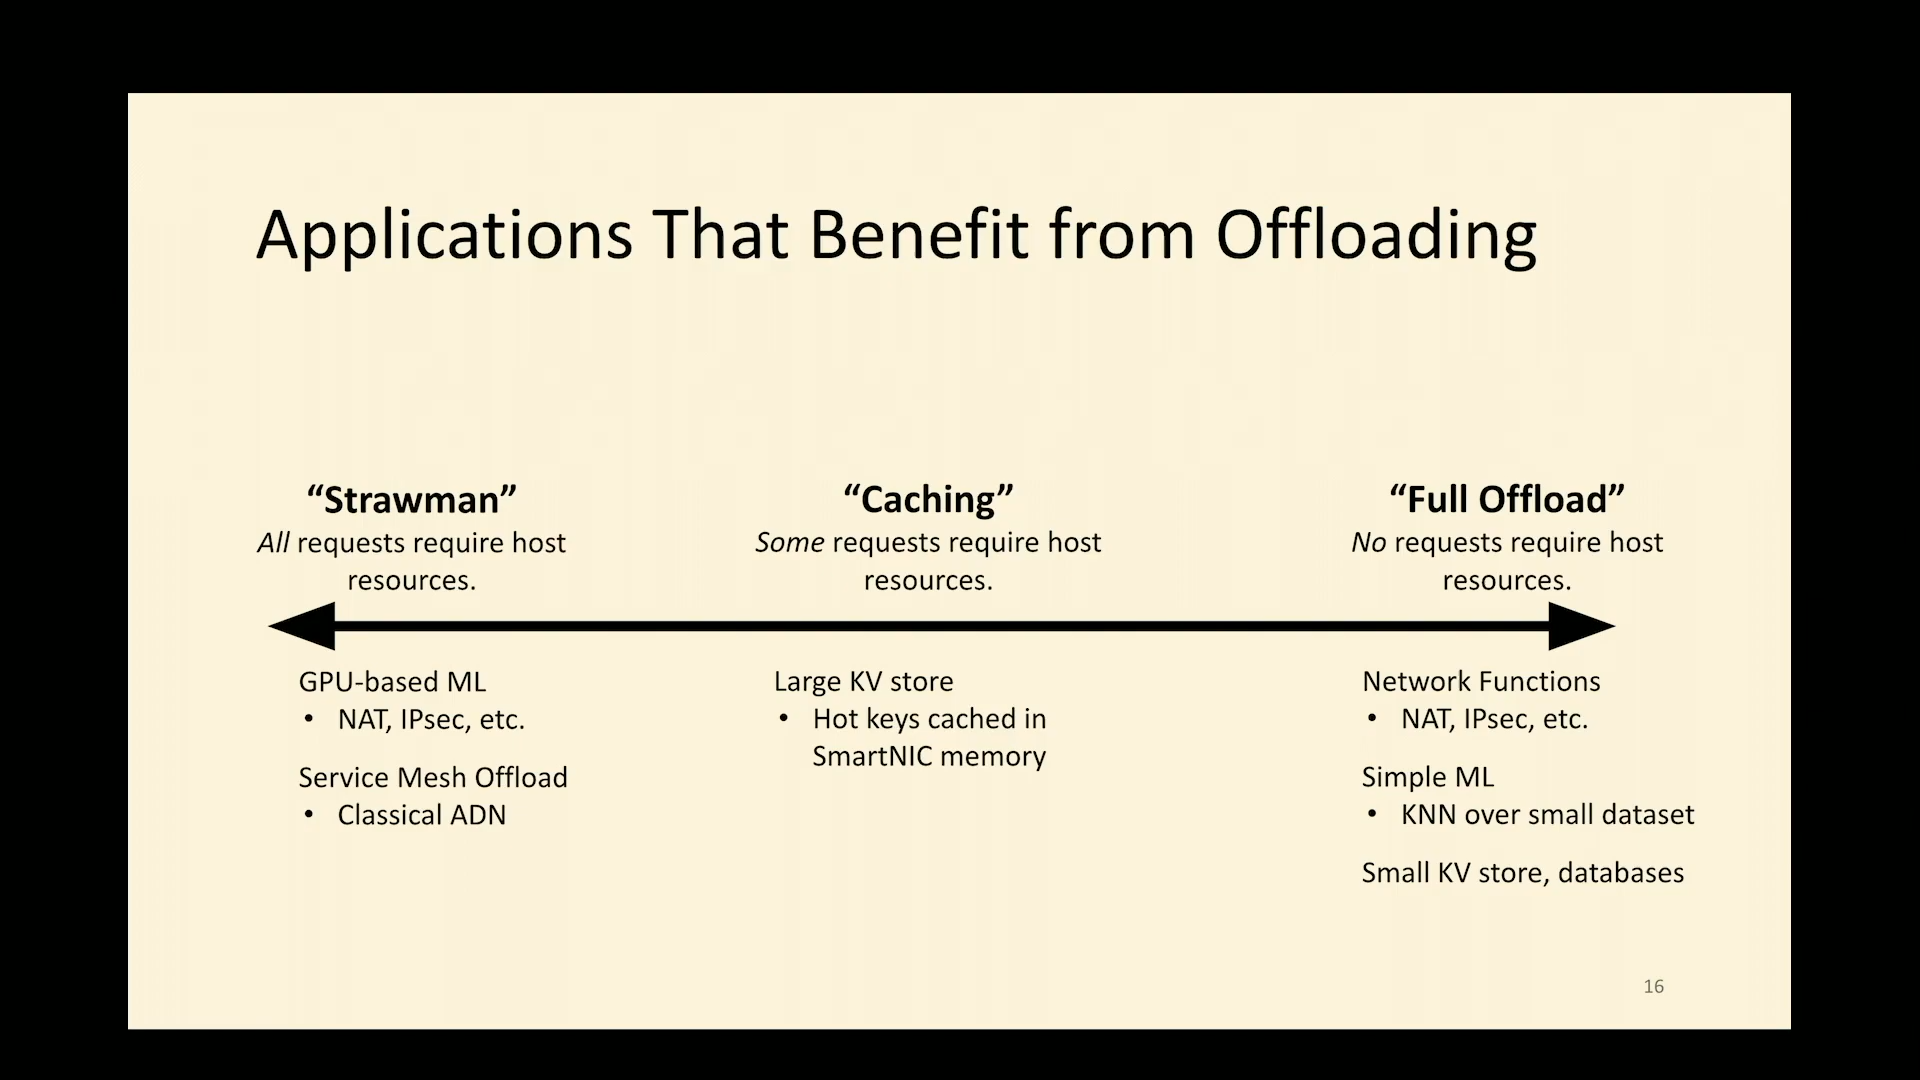 Applications That Benefit from Offloading
“Strawman”
All requests require host
resources.
“Caching”
Some requests require host
resources.
“Full Offload”
No requests require host
resources.
GPU-based ML
• NAT, IPsec, etc.
Service Mesh Offload
• Classical ADN
Large KV store
• Hot keys cached in
SmartNIC memory
Network Functions
• NAT, IPsec, etc.
Simple ML
• KNN over small dataset
Small KV store, databases
16